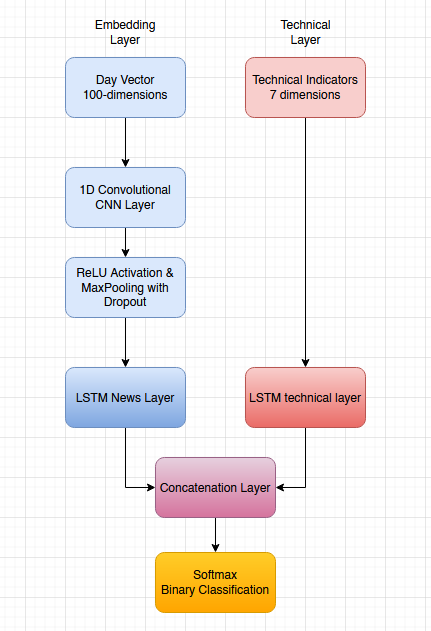 Embedding
Layer
Technical
Layer
Day Vector
100-dimensions
Technical Indicators
7 dimensions
1D Convolutional
CNN Layer
ReLU Activation &
MaxPooling with
Dropout
LSTM News Layer
LSTM technical layer
Concatenation Layer
Softmax
Binary Classification